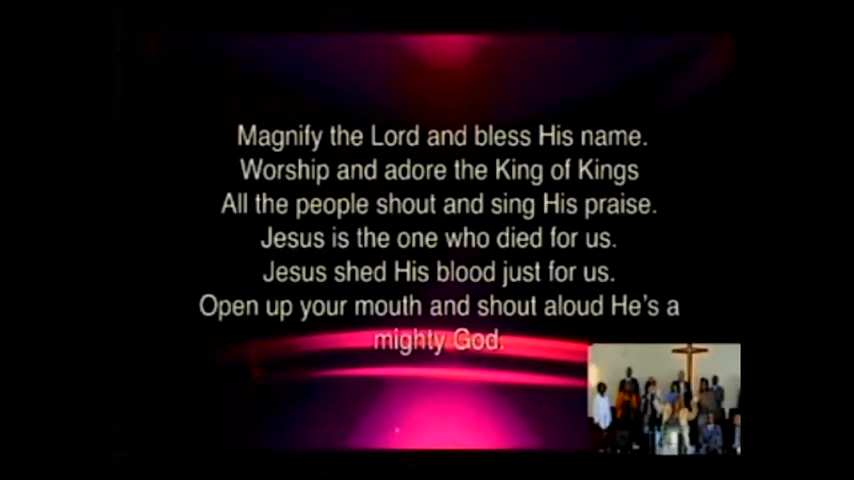 Magnify the Lord and bless His name.
Worship and adore the King of Kings
All the people shout and sing His praise.
Jesus is the one who died for us.
Jesus shed His blood just for us.
Open up your mouth and shout aloud He's a
mighty God.